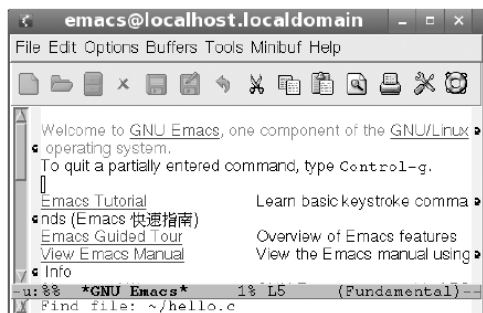 emacs@localhost.localdomain
File Edit Options Buffers Tools Minibuf Help
Welcome to GNU Emacs, one component of the GNU/Linux
operating system.
To quit a partially entered command, type Control-g.
Emacs Tutorial Learn basic keystroke comma
nds (Emacs 快速指南)
Emacs Guided Tour Overview of Emacs features
View Emacs Manual View the Emacs manual using
Info
-u:%% *GNU Emacs* 1% L5 (Fundamental)--
Find file: ~/hello.c